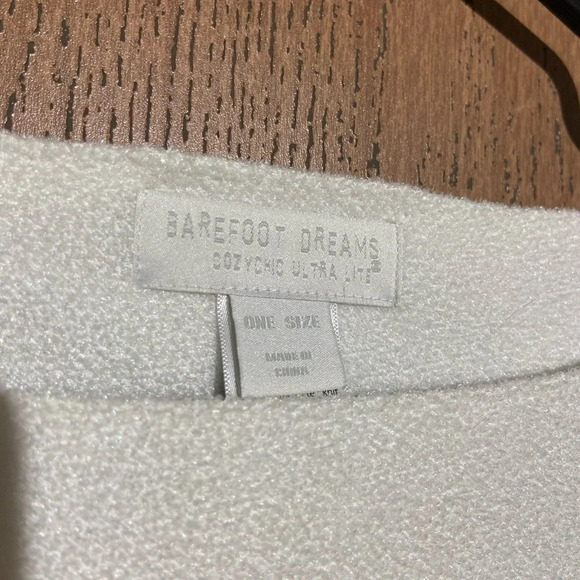 BAREFOOT DREAMS
COZYCHIC ULTRA LITE®
ONE SIZE
MADE IN
CHINA